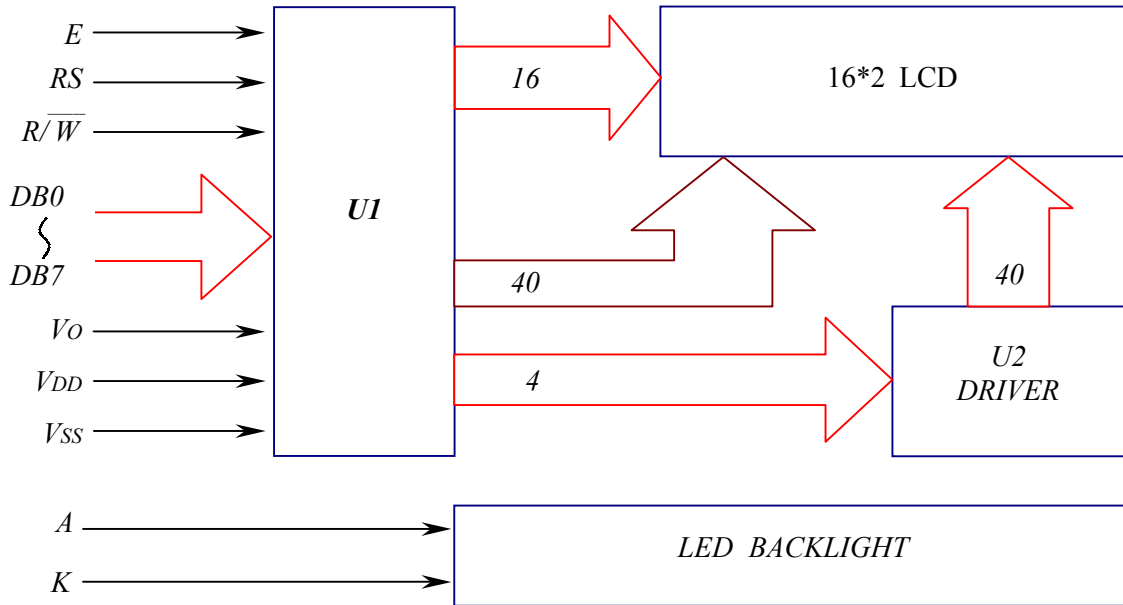 E
RS
R/W̅
DB0
DB7
VO
VDD
VSS
A
K
U1
16
40
4
16*2 LCD
40
U2
DRIVER
LED BACKLIGHT